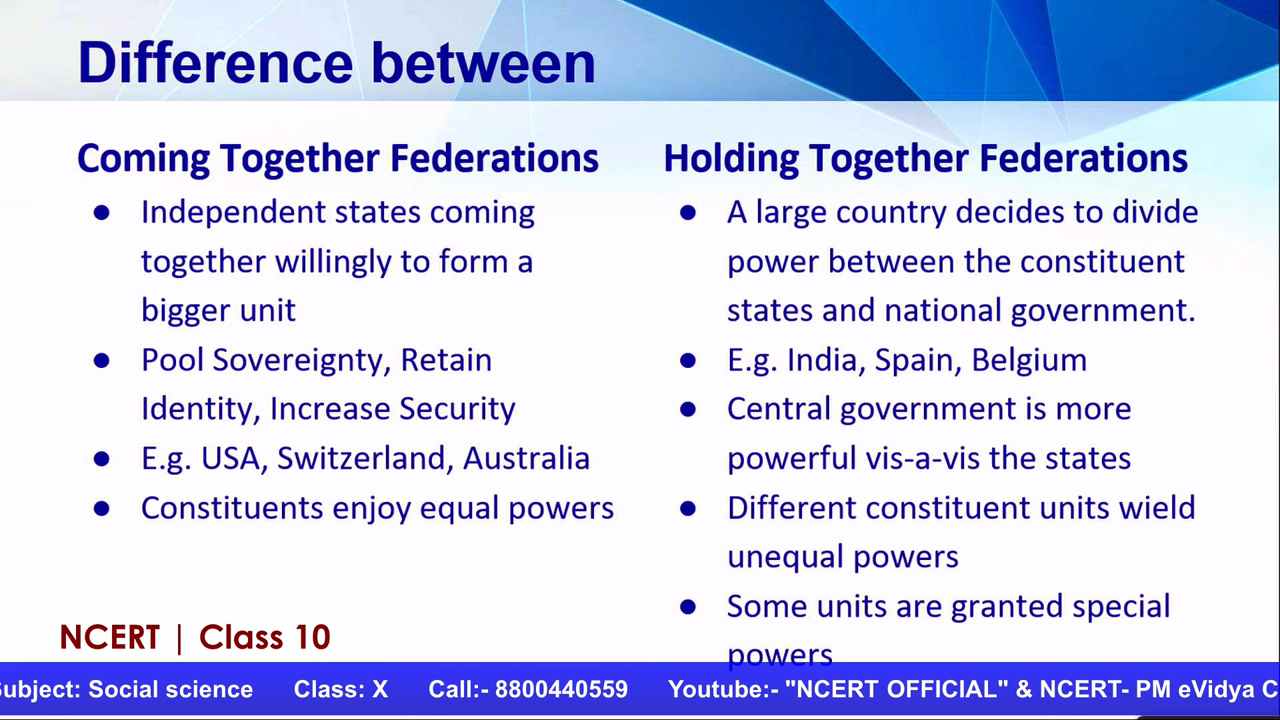 Difference between
Coming Together Federations
● Independent states coming
together willingly to form a
bigger unit
● Pool Sovereignty, Retain
Identity, Increase Security
● E.g. USA, Switzerland, Australia
● Constituents enjoy equal powers
Holding Together Federations
● A large country decides to divide
power between the constituent
states and national government.
● E.g. India, Spain, Belgium
● Central government is more
powerful vis-a-vis the states
● Different constituent units wield
unequal powers
● Some units are granted special
powers
NCERT | Class 10
Subject: Social science Class: X Call:- 8800440559 Youtube:- "NCERT OFFICIAL" & NCERT- PM eVidya C